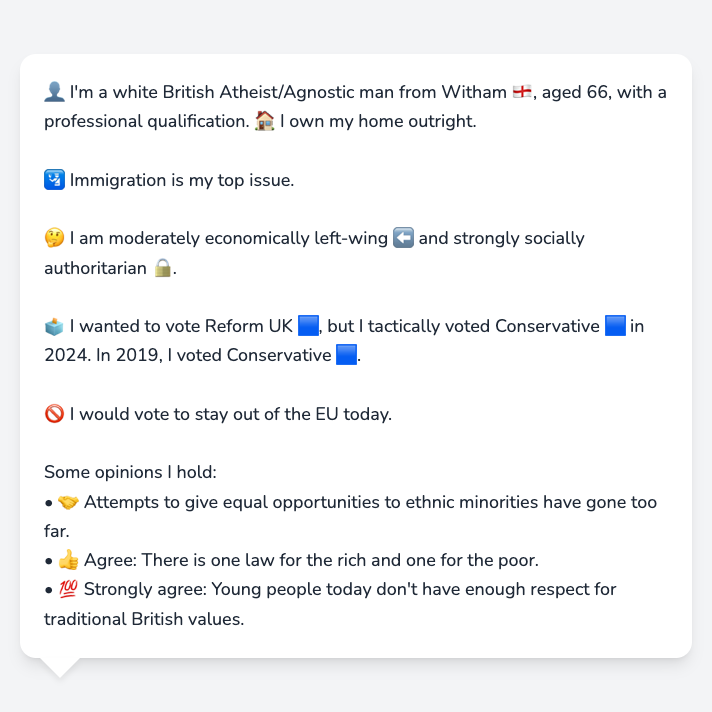 👤 I'm a white British Atheist/Agnostic man from Witham 🏴󠁧󠁢󠁥󠁮󠁧󠁿, aged 66, with a
professional qualification. 🏠 I own my home outright.
🛂 Immigration is my top issue.
🤔 I am moderately economically left-wing ⬅️ and strongly socially
authoritarian 🔒.
🗳️ I wanted to vote Reform UK 🟦, but I tactically voted Conservative 🟦 in
2024. In 2019, I voted Conservative 🟦.
🚫 I would vote to stay out of the EU today.
Some opinions I hold:
• 🤝 Attempts to give equal opportunities to ethnic minorities have gone too
far.
• 👍 Agree: There is one law for the rich and one for the poor.
• 💯 Strongly agree: Young people today don't have enough respect for
traditional British values.